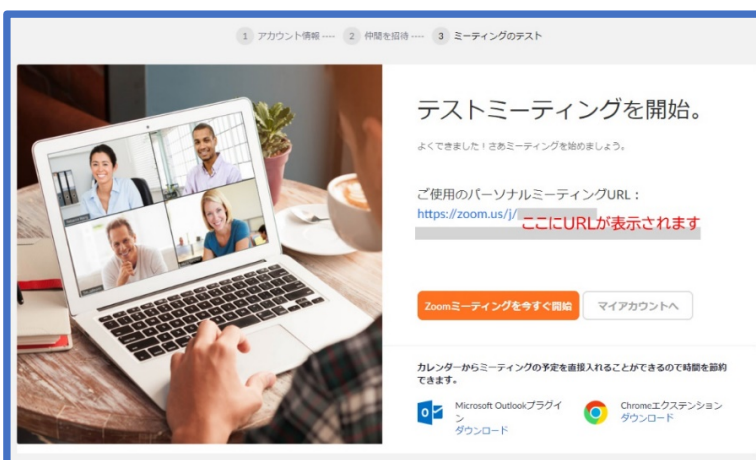 1 アカウント情報 ---- 2 仲間を招待 ---- 3 ミーティングのテスト
テストミーティングを開始。
よくできました！さあミーティングを始めましょう。
ご使用のパーソナルミーティングURL：
https://zoom.us/j/
ここにURLが表示されます
Zoomミーティングを今すぐ開始 マイアカウントへ
カレンダーからミーティングの予定を直接入れることができるので時間を節約
できます。
Microsoft Outlookプラグイ
ン
ダウンロード
Chromeエクステンション
ダウンロード